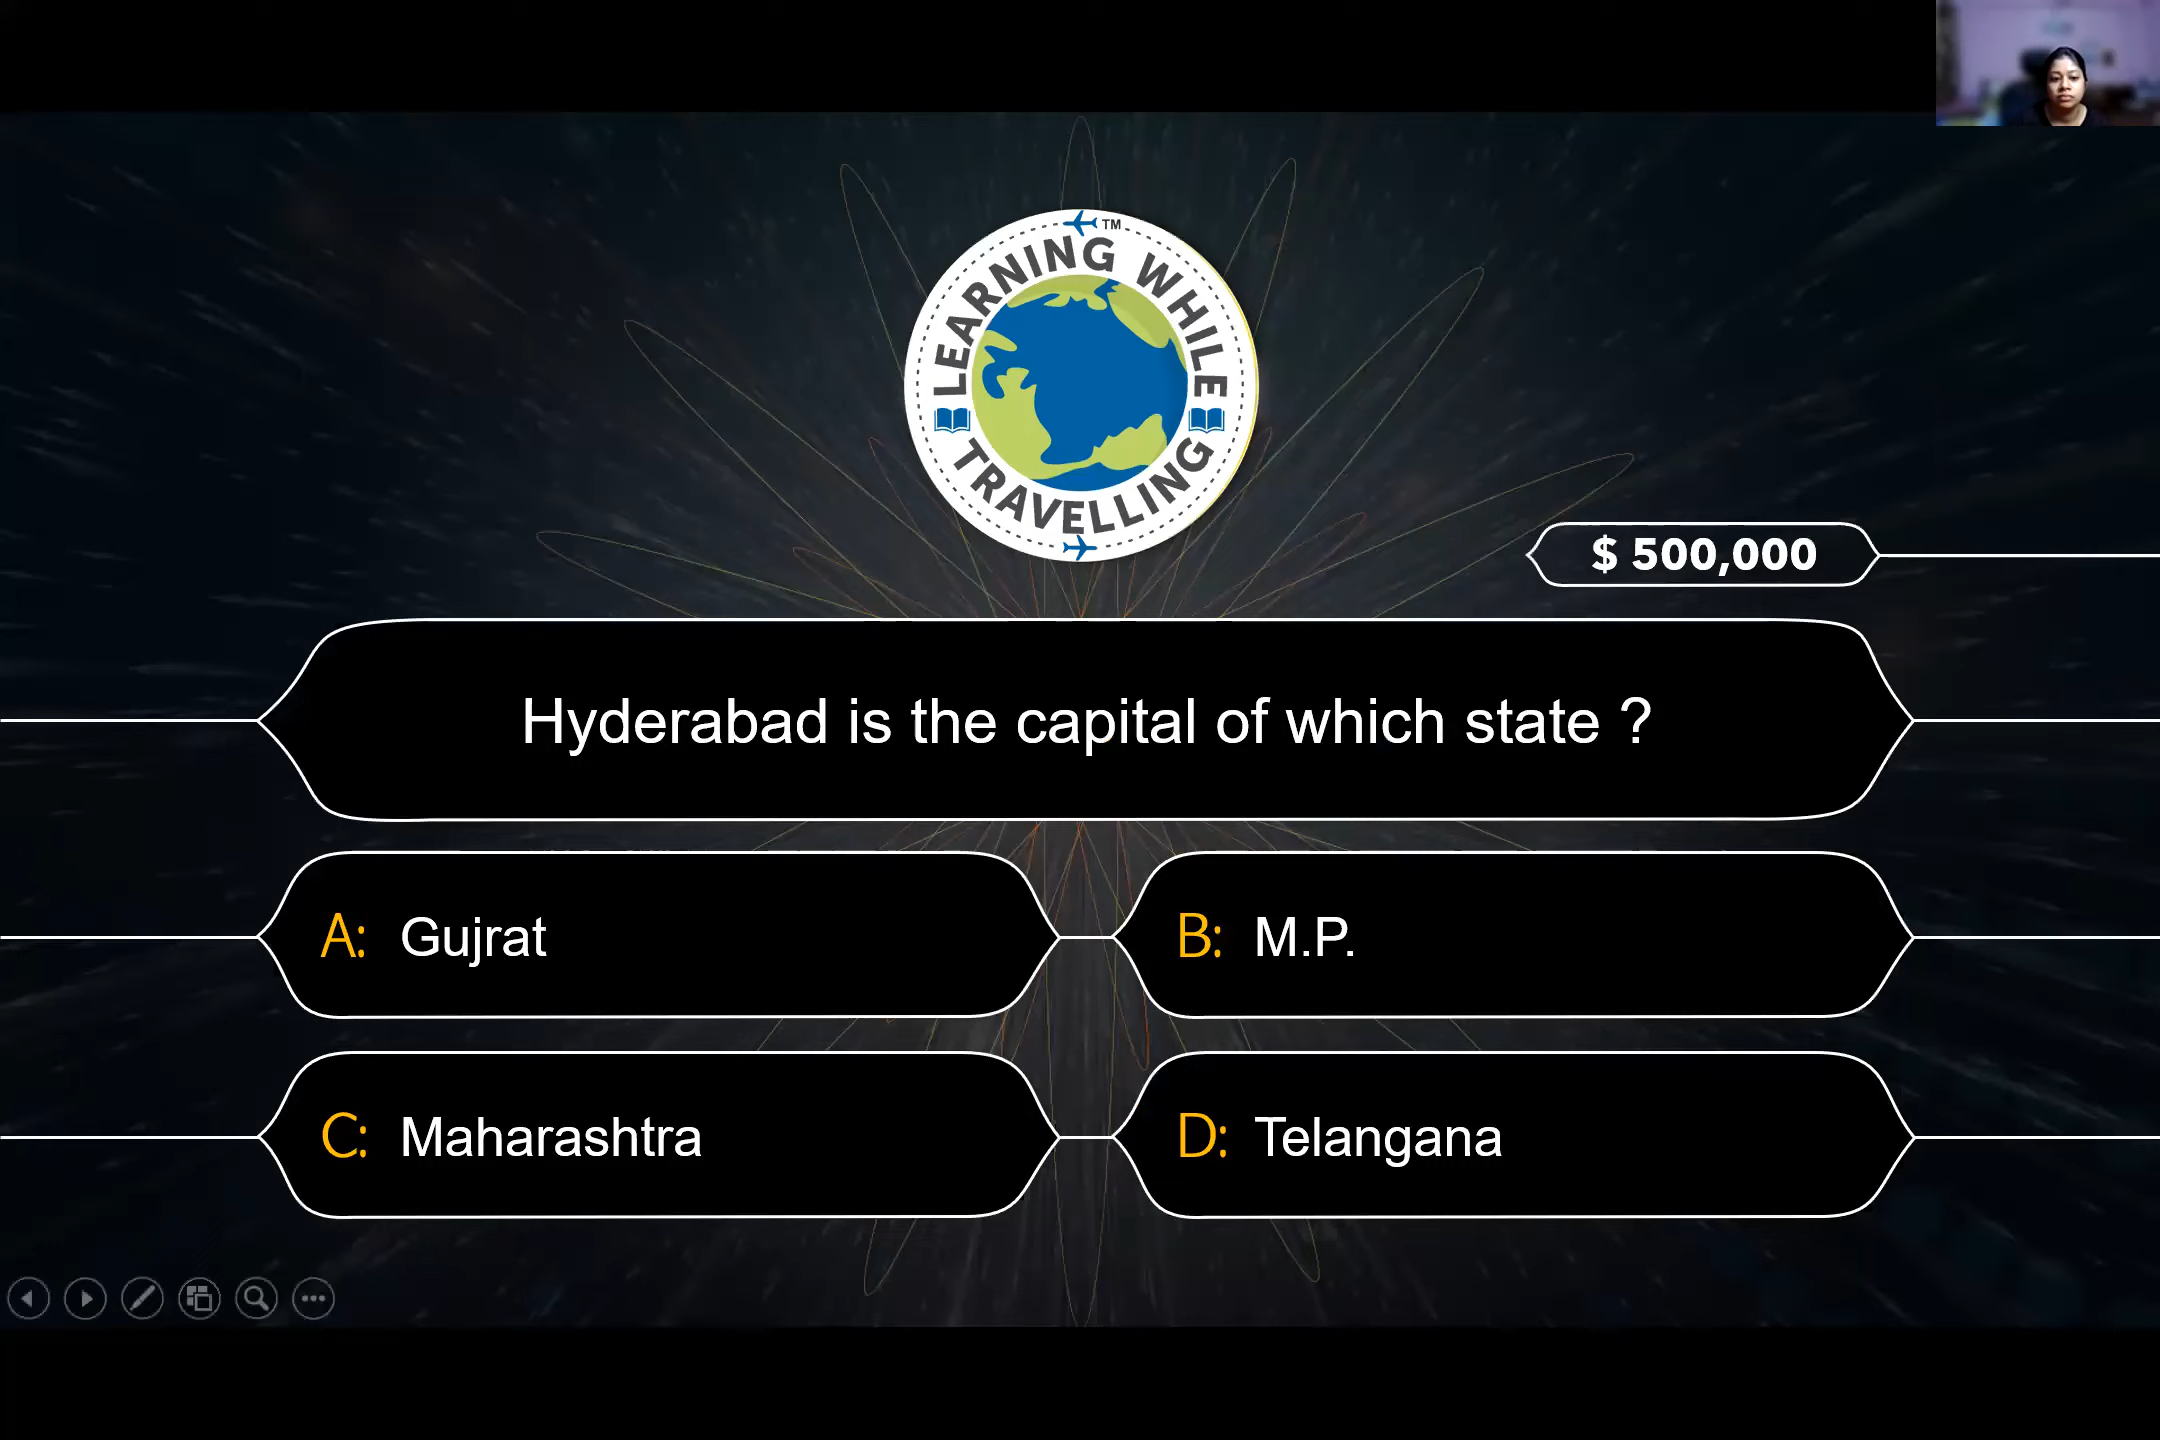 ™
LEARNING WHILE
TRAVELLING
$ 500,000
Hyderabad is the capital of which state ?
A: Gujrat
B: M.P.
C: Maharashtra
D: Telangana